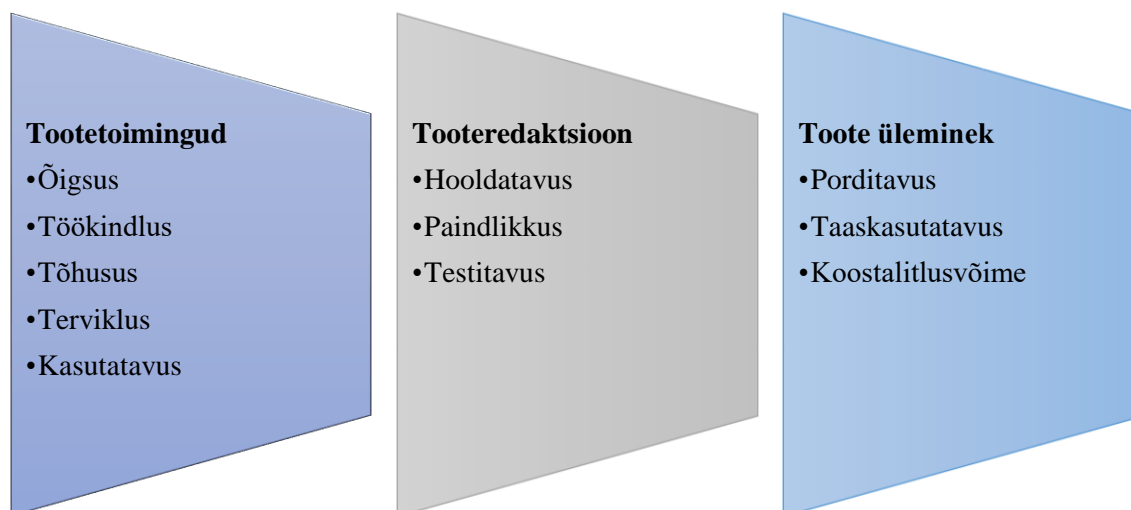 Tootetoimingud
•Õigsus
•Töökindlus
•Tõhusus
•Terviklus
•Kasutatavus
Tooteredaktsioon
•Hooldatavus
•Paindlikkus
•Testitavus
Toote üleminek
•Porditavus
•Taaskasutatavus
•Koostalitlusvõime